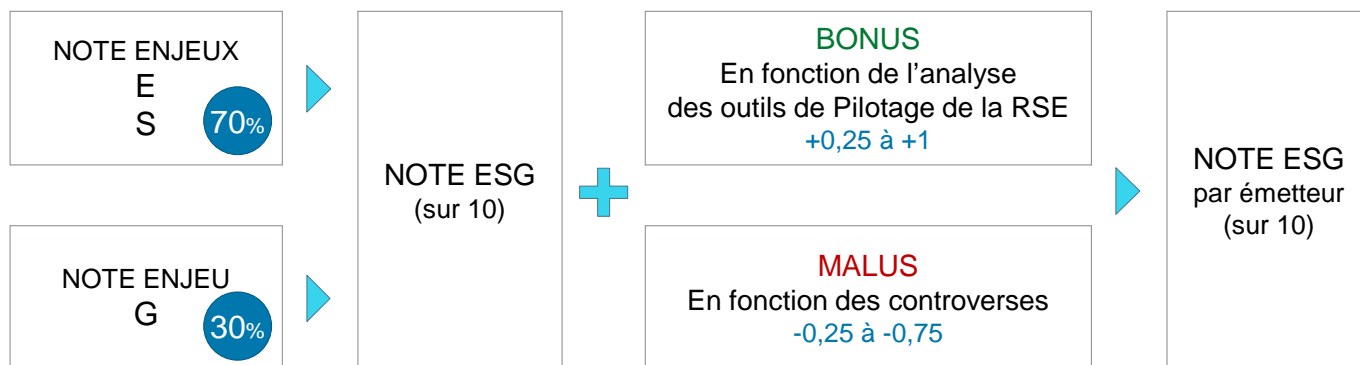 NOTE ENJEUX
E
S
70%
NOTE ENJEU
G
30%
NOTE ESG
(sur 10)
BONUS
En fonction de l’analyse
des outils de Pilotage de la RSE
+0,25 à +1
MALUS
En fonction des controverses
-0,25 à -0,75
NOTE ESG
par émetteur
(sur 10)